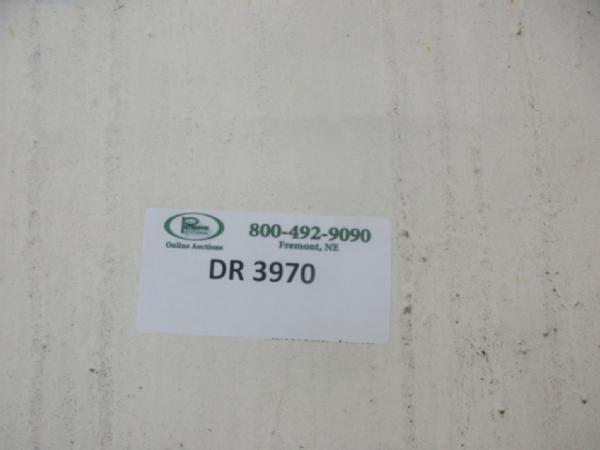 800-492-9090
Fremont, NE
Online Auctions
DR 3970